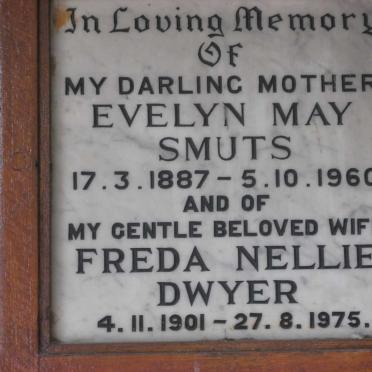 In Loving Memory
Of
MY DARLING MOTHER
EVELYN MAY
SMUTS
17.3.1887 – 5.10.1960
AND OF
MY GENTLE BELOVED WIFE
FREDA NELLIE
DWYER
4.11.1901 – 27.8.1975.